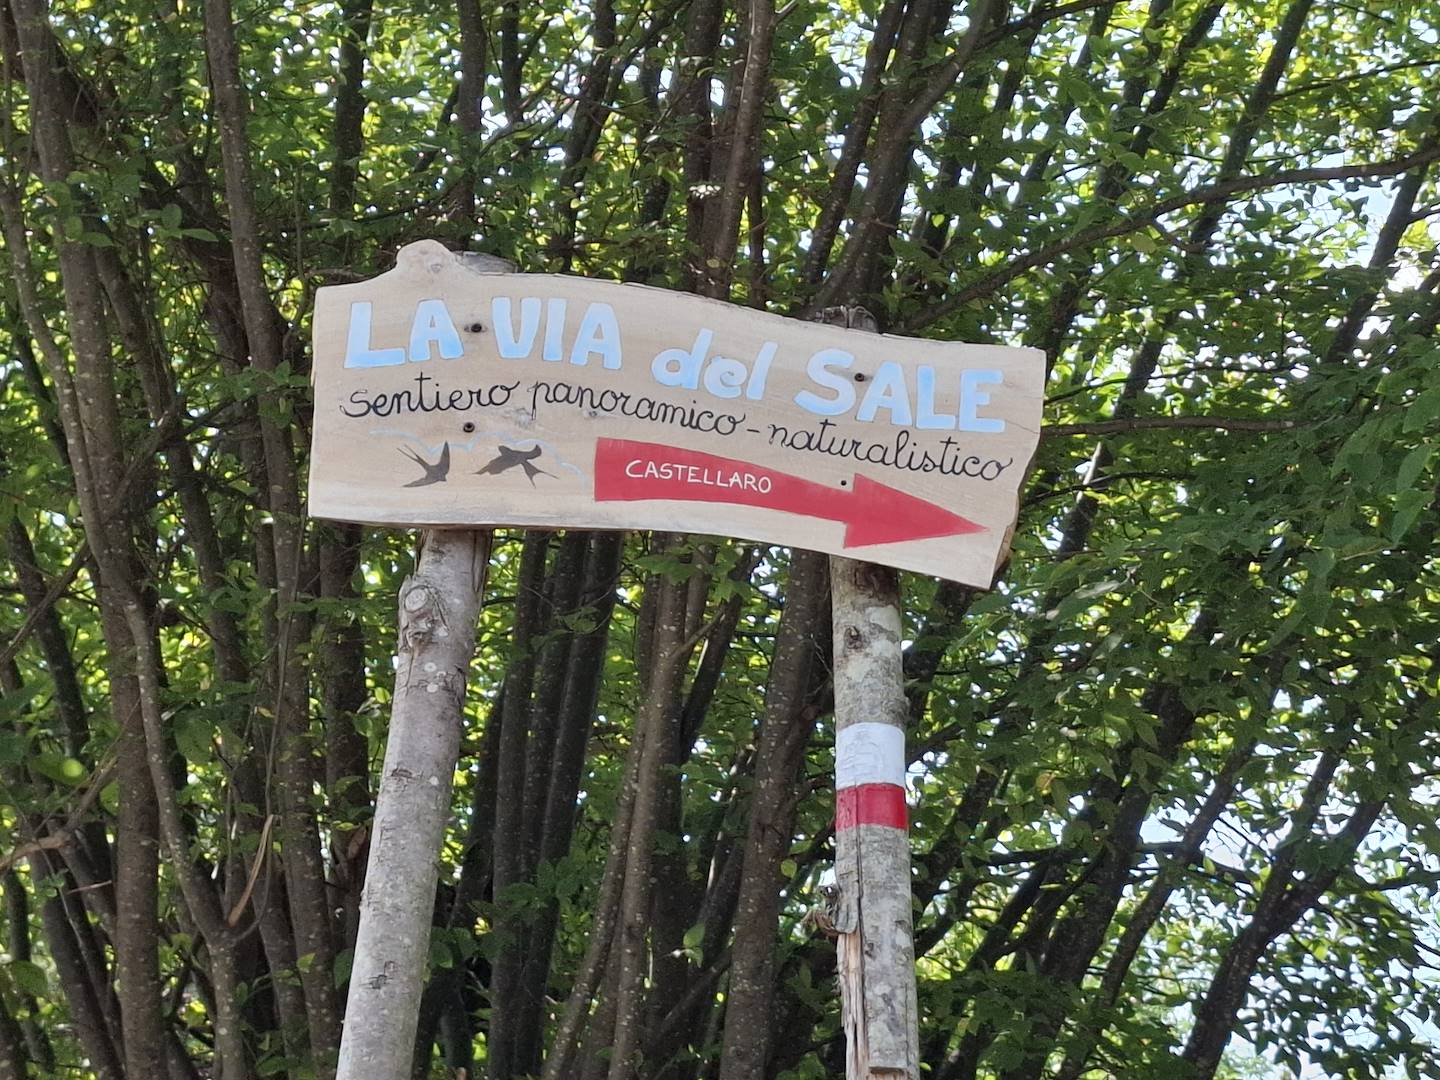 LA VIA del SALE
sentiero panoramico-naturalistico
CASTELLARO